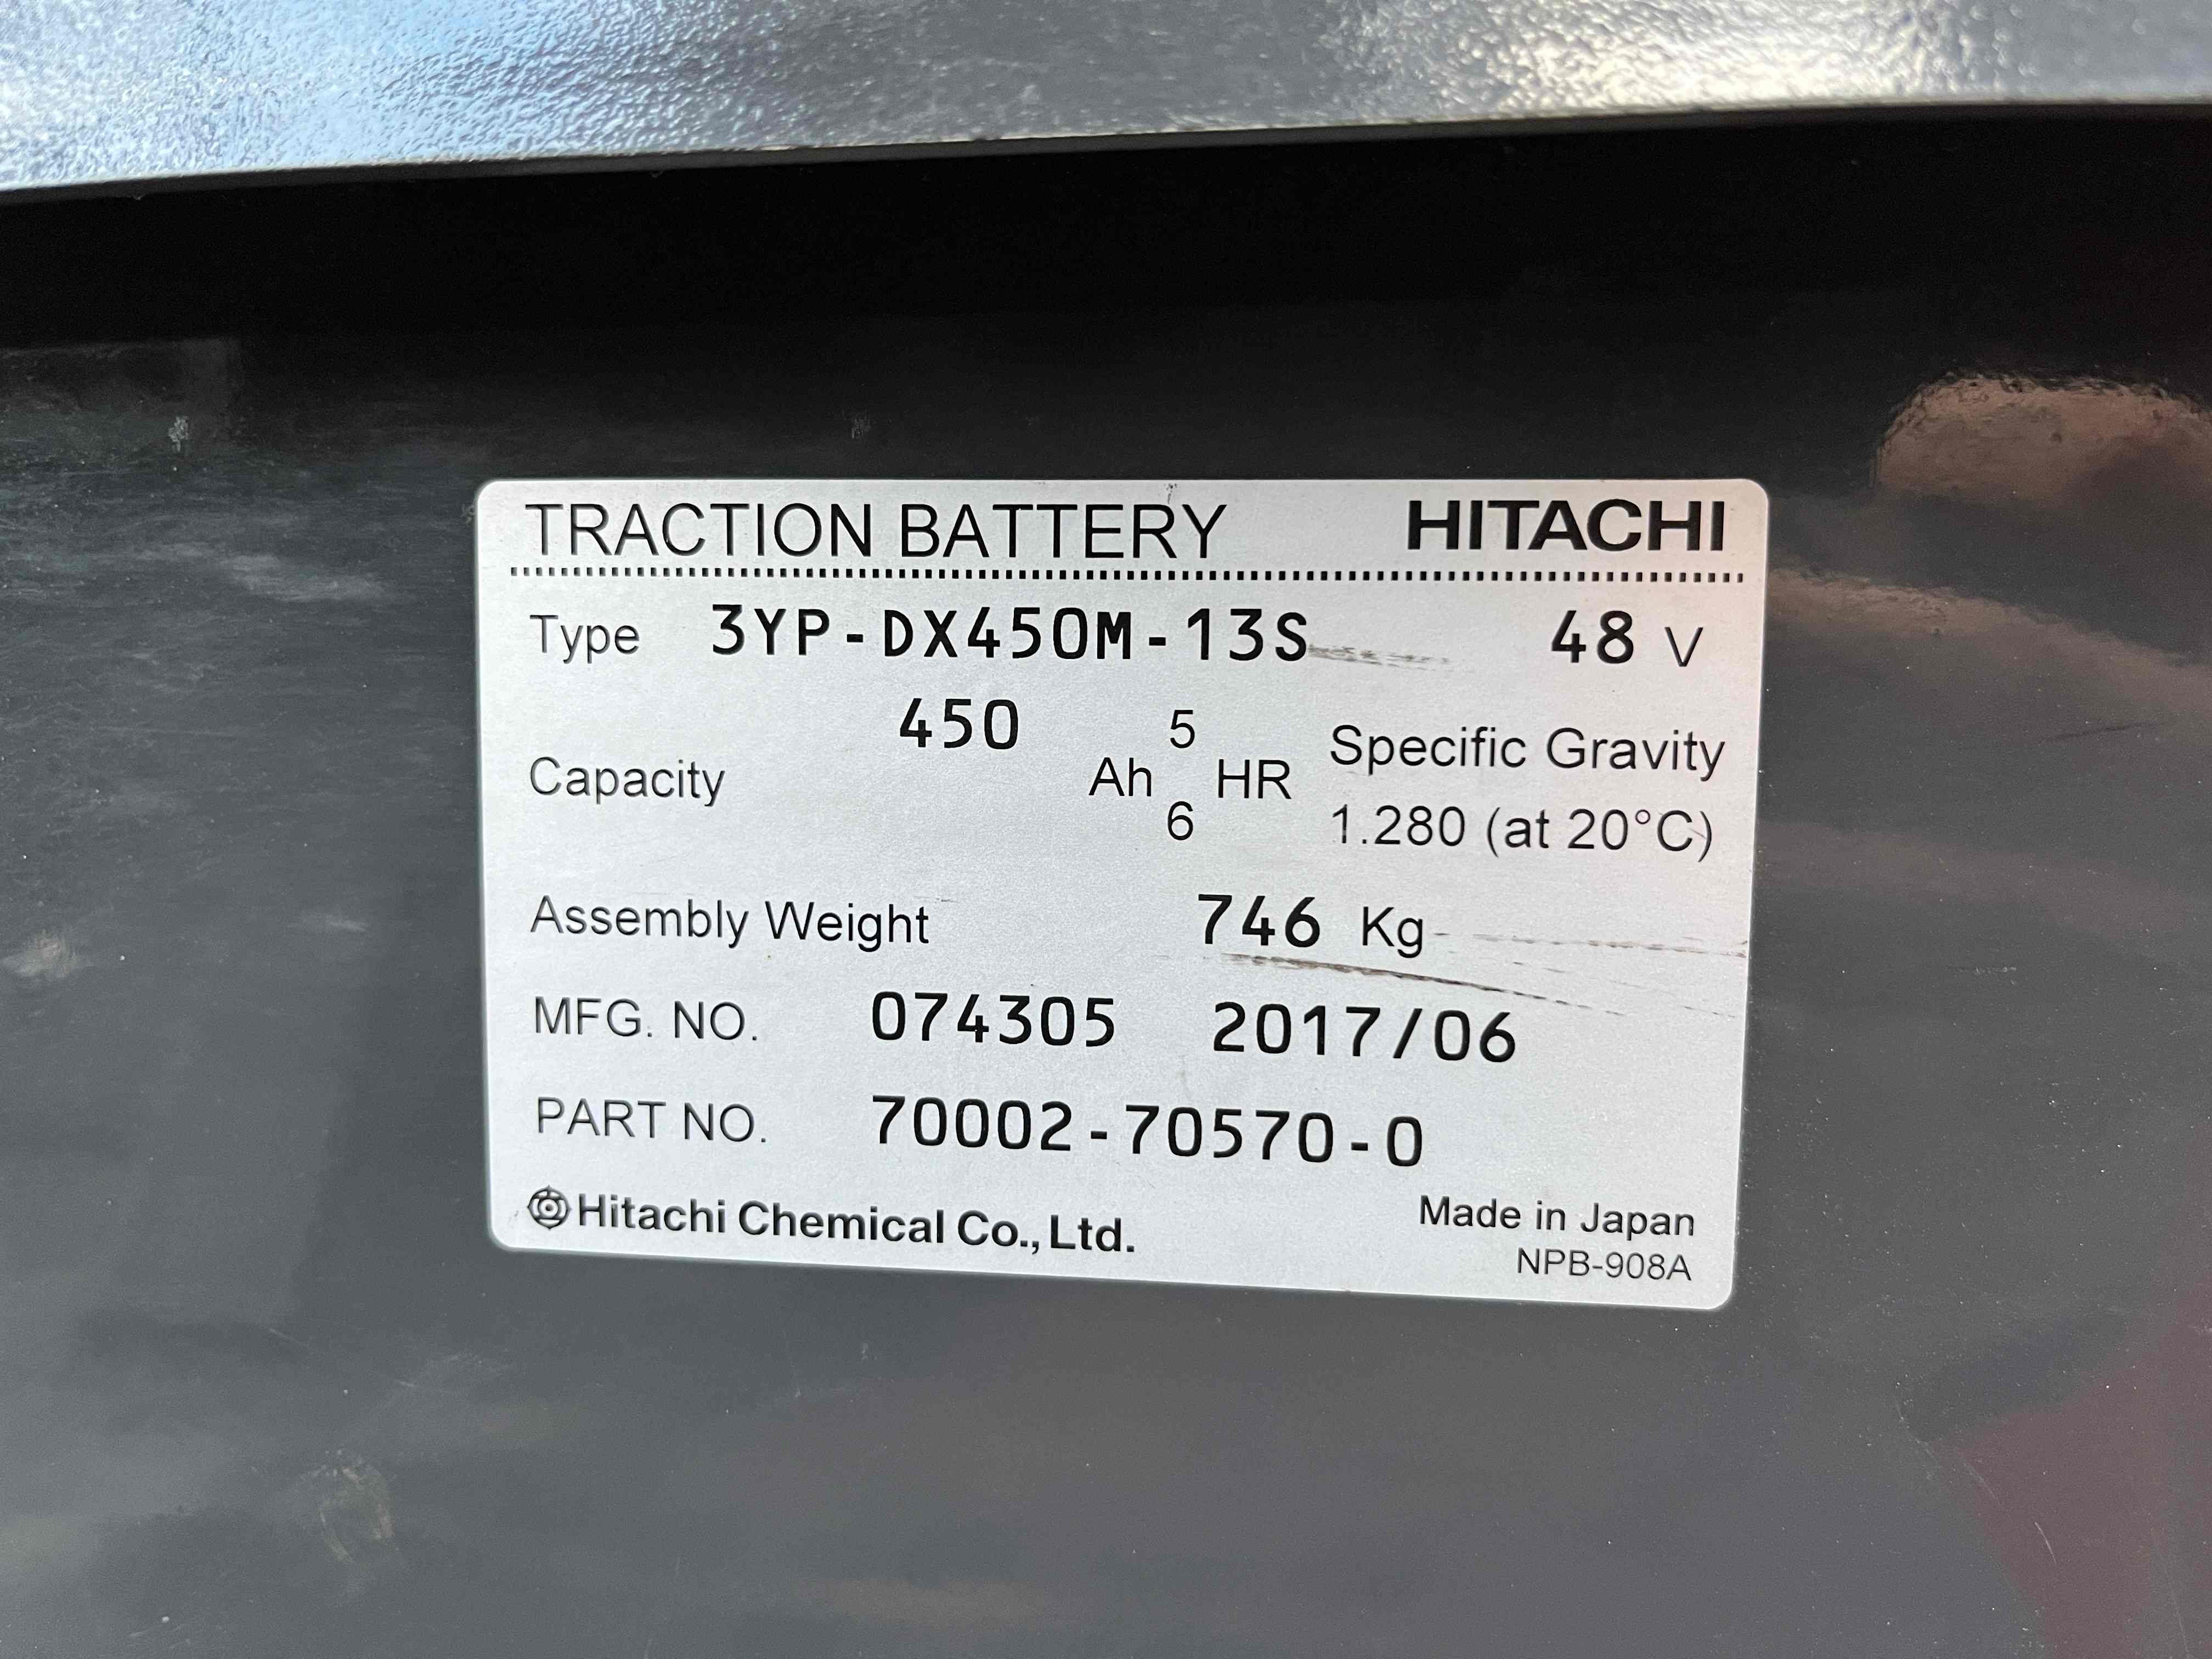 TRACTION BATTERY HITACHI
Type 3YP-DX450M-13S 48 V
450 5
Capacity Ah HR Specific Gravity
6 1.280 (at 20°C)
Assembly Weight 746 Kg
MFG. NO. 074305 2017/06
PART NO. 70002-70570-0
Hitachi Chemical Co., Ltd. Made in Japan
NPB-908A